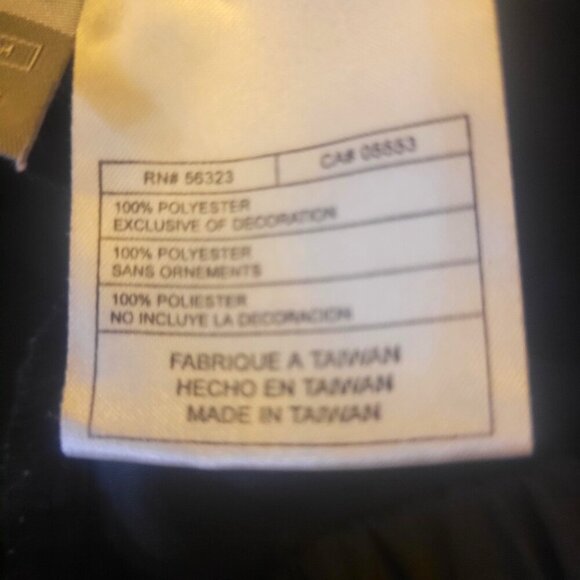 RN# 56323
CA# 05553
100% POLYESTER
EXCLUSIVE OF DECORATION
100% POLYESTER
SANS ORNEMENTS
100% POLIESTER
NO INCLUYE LA DECORACION
FABRIQUE A TAIWAN
HECHO EN TAIWAN
MADE IN TAIWAN